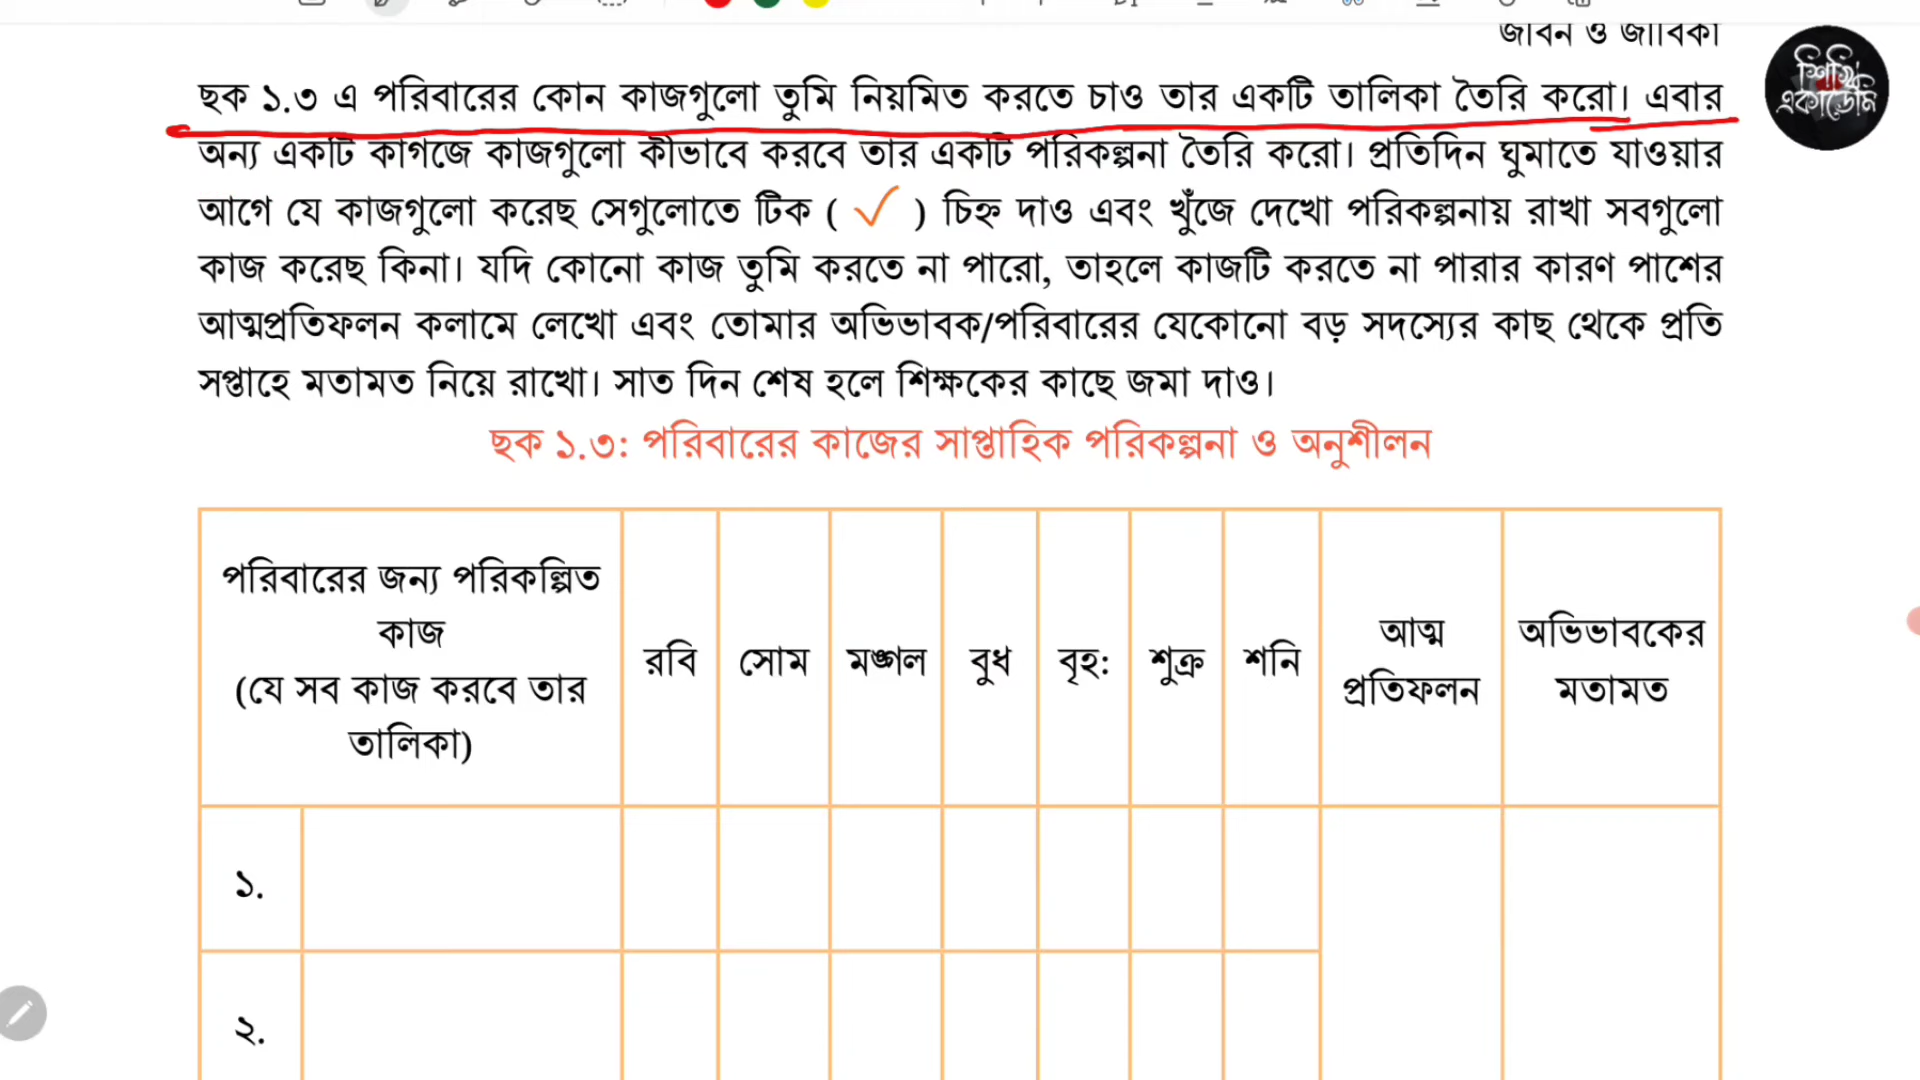 জীবন ও জীবিকা
শিখি
একাডেমি
ছক ১.৩ এ পরিবারের কোন কাজগুলো তুমি নিয়মিত করতে চাও তার একটি তালিকা তৈরি করো। এবার
অন্য একটি কাগজে কাজগুলো কীভাবে করবে তার একটি পরিকল্পনা তৈরি করো। প্রতিদিন ঘুমাতে যাওয়ার
আগে যে কাজগুলো করেছ সেগুলোতে টিক ( ✓ ) চিহ্ন দাও এবং খুঁজে দেখো পরিকল্পনায় রাখা সবগুলো
কাজ করেছ কিনা। যদি কোনো কাজ তুমি করতে না পারো, তাহলে কাজটি করতে না পারার কারণ পাশের
আত্মপ্রতিফলন কলামে লেখো এবং তোমার অভিভাবক/পরিবারের যেকোনো বড় সদস্যের কাছ থেকে প্রতি
সপ্তাহে মতামত নিয়ে রাখো। সাত দিন শেষ হলে শিক্ষকের কাছে জমা দাও।
ছক ১.৩: পরিবারের কাজের সাপ্তাহিক পরিকল্পনা ও অনুশীলন
পরিবারের জন্য পরিকল্পিত
কাজ
(যে সব কাজ করবে তার
তালিকা)
রবি
সোম
মঙ্গল
বুধ
বৃহ:
শুক্র
শনি
আত্ম
প্রতিফলন
অভিভাবকের
মতামত
১.
২.